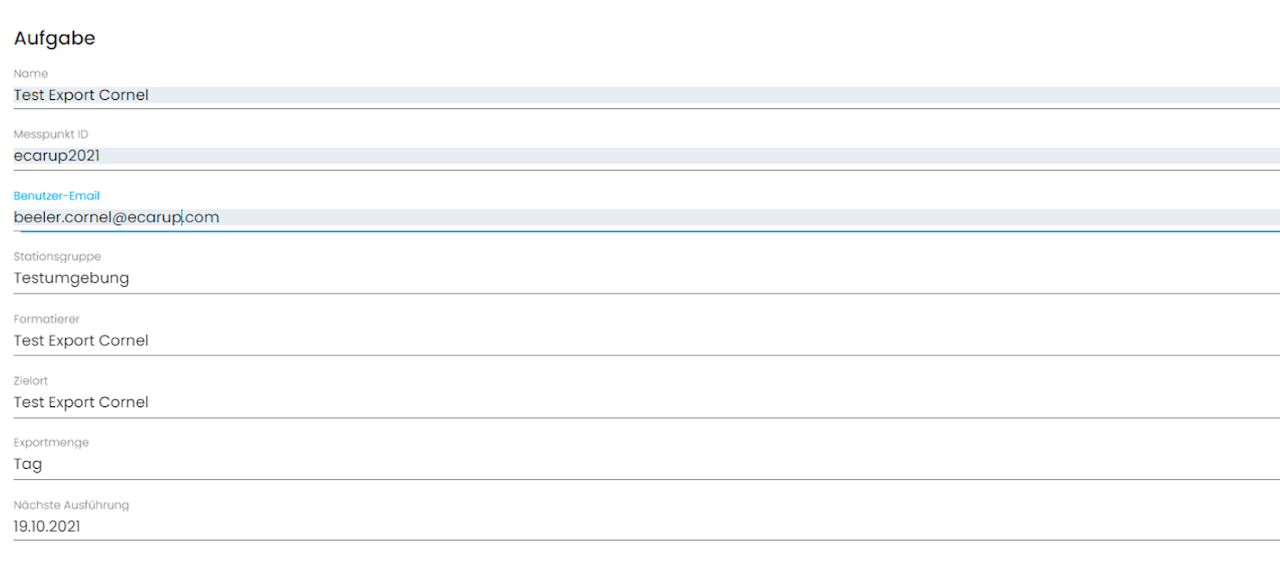 Aufgabe
Name
Test Export Cornel
Messpunkt ID
ecarup2021
Benutzer-Email
beeler.cornel@ecarup.com
Stationsgruppe
Testumgebung
Formatierer
Test Export Cornel
Zielort
Test Export Cornel
Exportmenge
Tag
Nächste Ausführung
19.10.2021